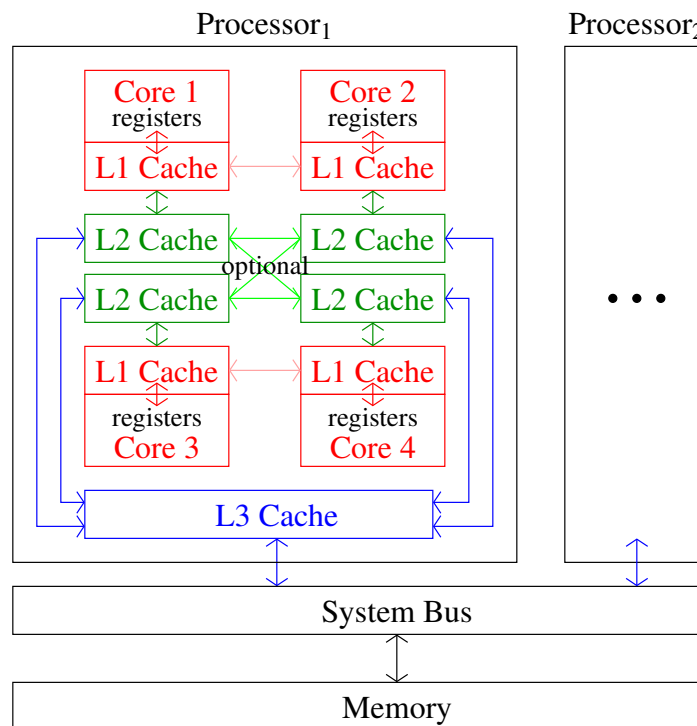 Processor₁ Processor₂
Core 1 Core 2
registers registers
L1 Cache L1 Cache
L2 Cache L2 Cache
optional
L2 Cache L2 Cache
L1 Cache L1 Cache
registers registers
Core 3 Core 4
L3 Cache
System Bus
Memory